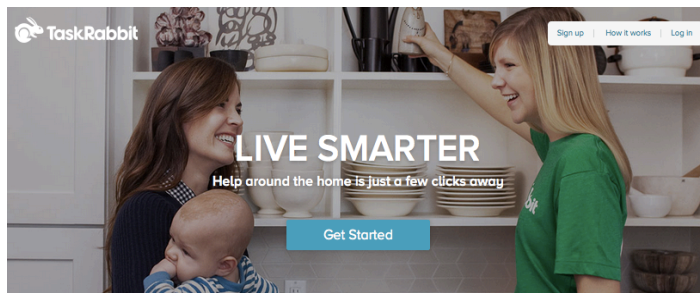 TaskRabbit
Sign up | How it works | Log in
LIVE SMARTER
Help around the home is just a few clicks away
Get Started